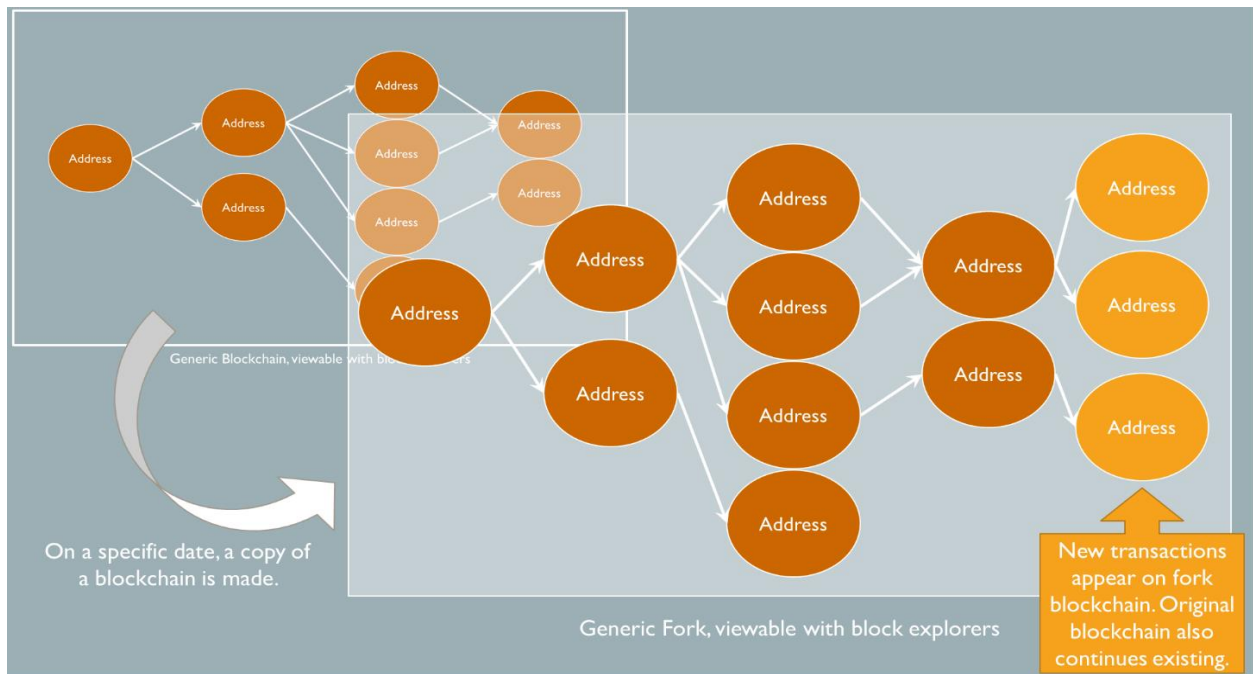 Address
Address
Address
Address
Address
Address
Address
Address
Generic Blockchain, viewable with
On a specific date, a copy of
a blockchain is made.
Address
Address
Address
Address
Address
Address
Address
Address
Address
Address
Address
Address
Generic Fork, viewable with block explorers
New transactions
appear on fork
blockchain. Original
blockchain also
continues existing.